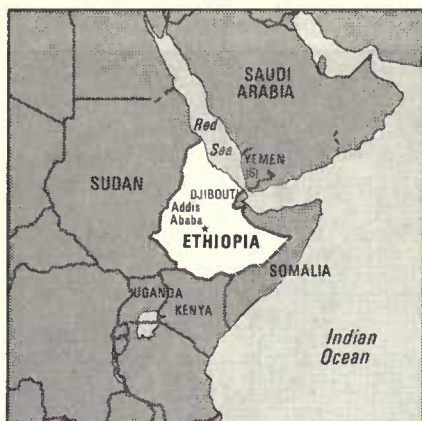 SAUDI
ARABIA
Red
Sea
YEMEN
SUDAN
DJIBOUTI
Addis
Ababa
ETHIOPIA
SOMALIA
UGANDA
KENYA
Indian
Ocean